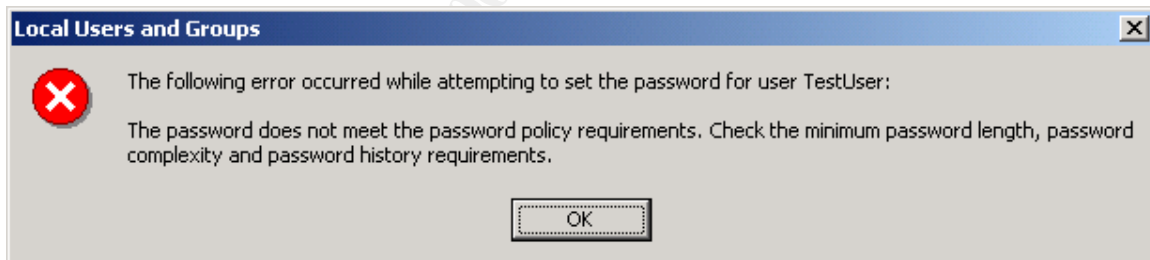 Local Users and Groups
The following error occurred while attempting to set the password for user TestUser:
The password does not meet the password policy requirements. Check the minimum password length, password
complexity and password history requirements.
OK